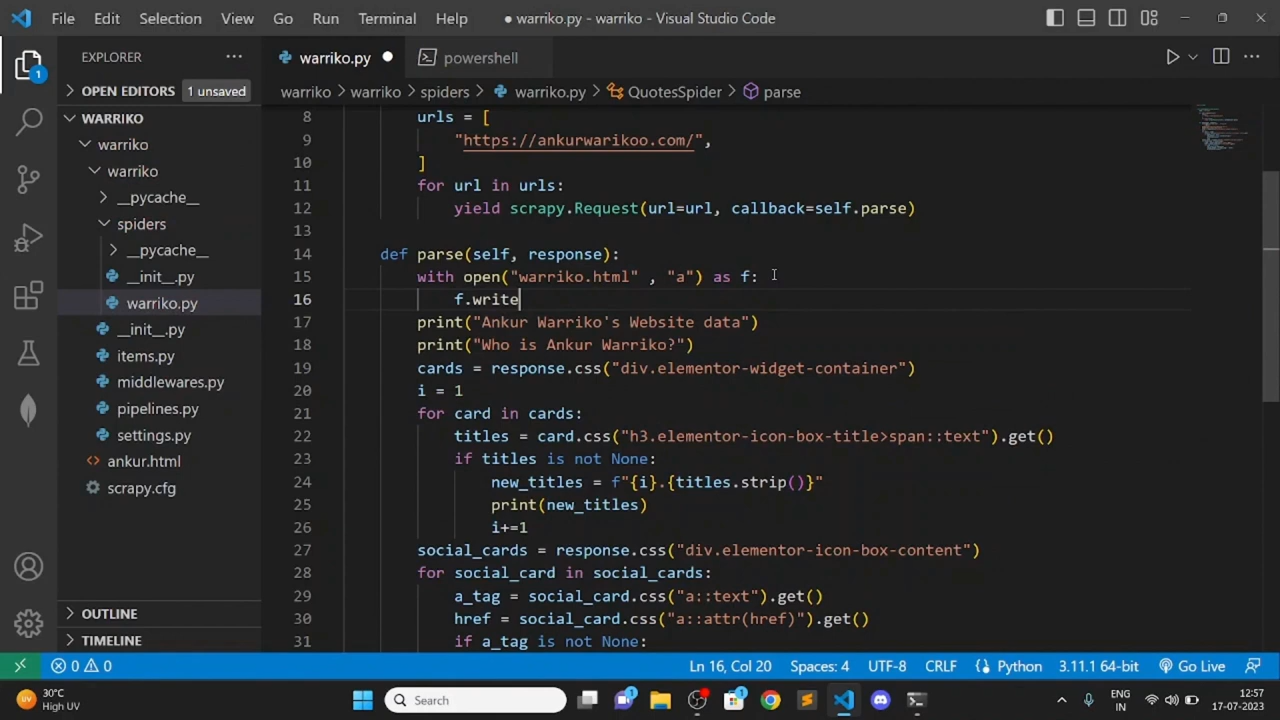 File Edit Selection View Go Run Terminal Help ● warriko.py - warriko - Visual Studio Code
EXPLORER ···
warriko.py ● powershell
OPEN EDITORS 1 unsaved
warriko > warriko > spiders > warriko.py > QuotesSpider > parse
WARRIKO
warriko
warriko
__pycache__
spiders
__pycache__
__init__.py
warriko.py
__init__.py
items.py
middlewares.py
pipelines.py
settings.py
ankur.html
scrapy.cfg
OUTLINE
TIMELINE
1
8 urls = [
9 "https://ankurwarikoo.com/",
10 ]
11 for url in urls:
12 yield scrapy.Request(url=url, callback=self.parse)
13
14 def parse(self, response):
15 with open("warriko.html" , "a") as f:
16 f.write
17 print("Ankur Warriko's Website data")
18 print("Who is Ankur Warriko?")
19 cards = response.css("div.elementor-widget-container")
20 i = 1
21 for card in cards:
22 titles = card.css("h3.elementor-icon-box-title>span::text").get()
23 if titles is not None:
24 new_titles = f"{i}.{titles.strip()}"
25 print(new_titles)
26 i+=1
27 social_cards = response.css("div.elementor-icon-box-content")
28 for social_card in social_cards:
29 a_tag = social_card.css("a::text").get()
30 href = social_card.css("a::attr(href)").get()
31 if a_tag is not None:
0 0 Ln 16, Col 20 Spaces: 4 UTF-8 CRLF Python 3.11.1 64-bit Go Live
30°C
High UV
Search
1
1
ENG
IN
12:57
17-07-2023